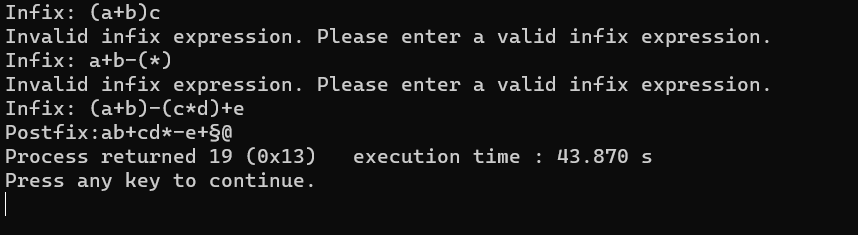 Infix: (a+b)c
Invalid infix expression. Please enter a valid infix expression.
Infix: a+b-(*)
Invalid infix expression. Please enter a valid infix expression.
Infix: (a+b)-(c*d)+e
Postfix:ab+cd*-e+§@
Process returned 19 (0x13)   execution time : 43.870 s
Press any key to continue.